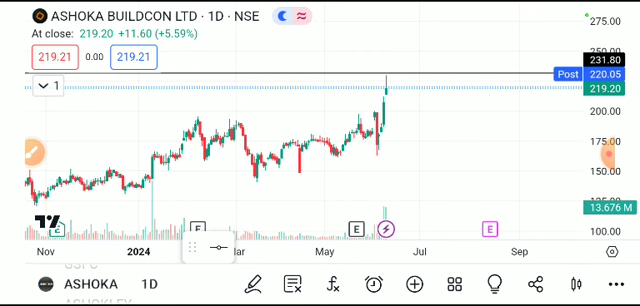 ASHOKA BUILDCON LTD · 1D · NSE
At close: 219.20 +11.60 (+5.59%)
219.21 0.00 219.21
1
275.00
250.00
231.80
Post 220.05
219.20
200.00
175.00
150.00
125.00
13.676 M
100.00
E E E E
Nov 2024 Mar May Jul Sep
GSFC
ASHOKA 1D
ASHOKLEY